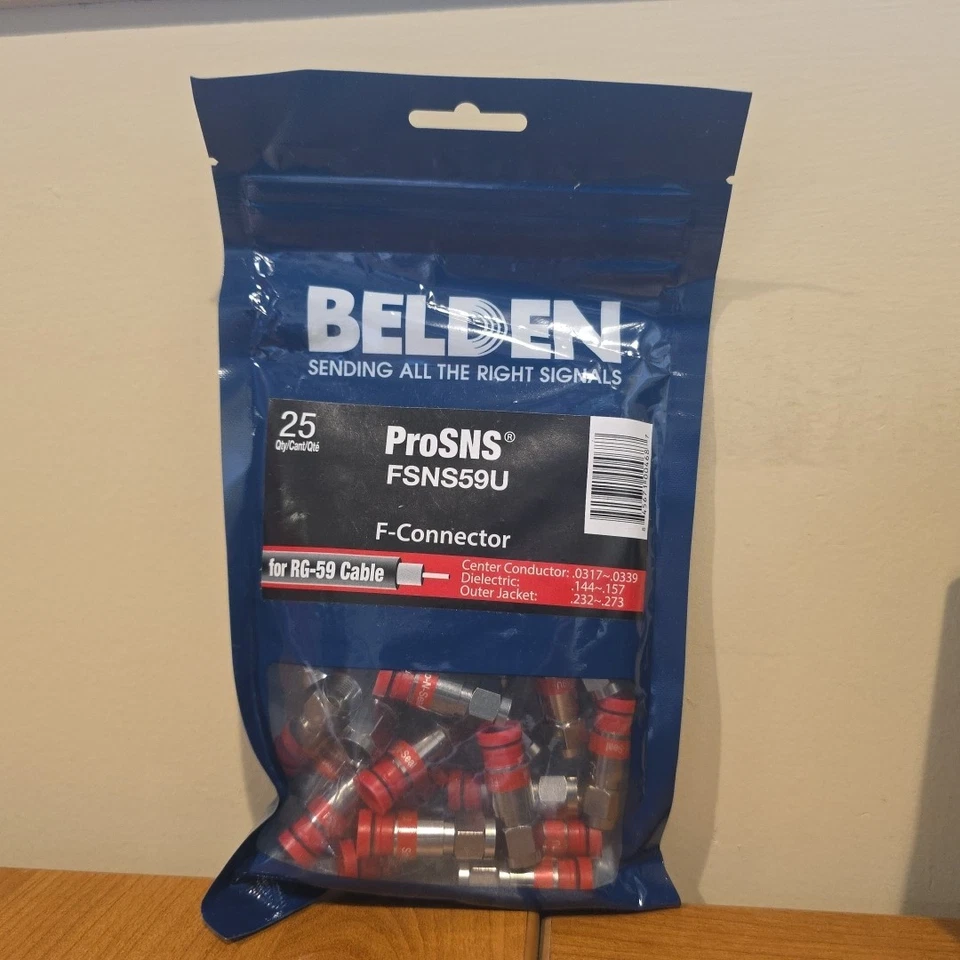 BELDEN
SENDING ALL THE RIGHT SIGNALS
25
Qty/Cant/Qté
ProSNS®
FSNS59U
F-Connector
for RG-59 Cable
Center Conductor: .0317~.0339
Dielectric: .144~.157
Outer Jacket: .232~.273